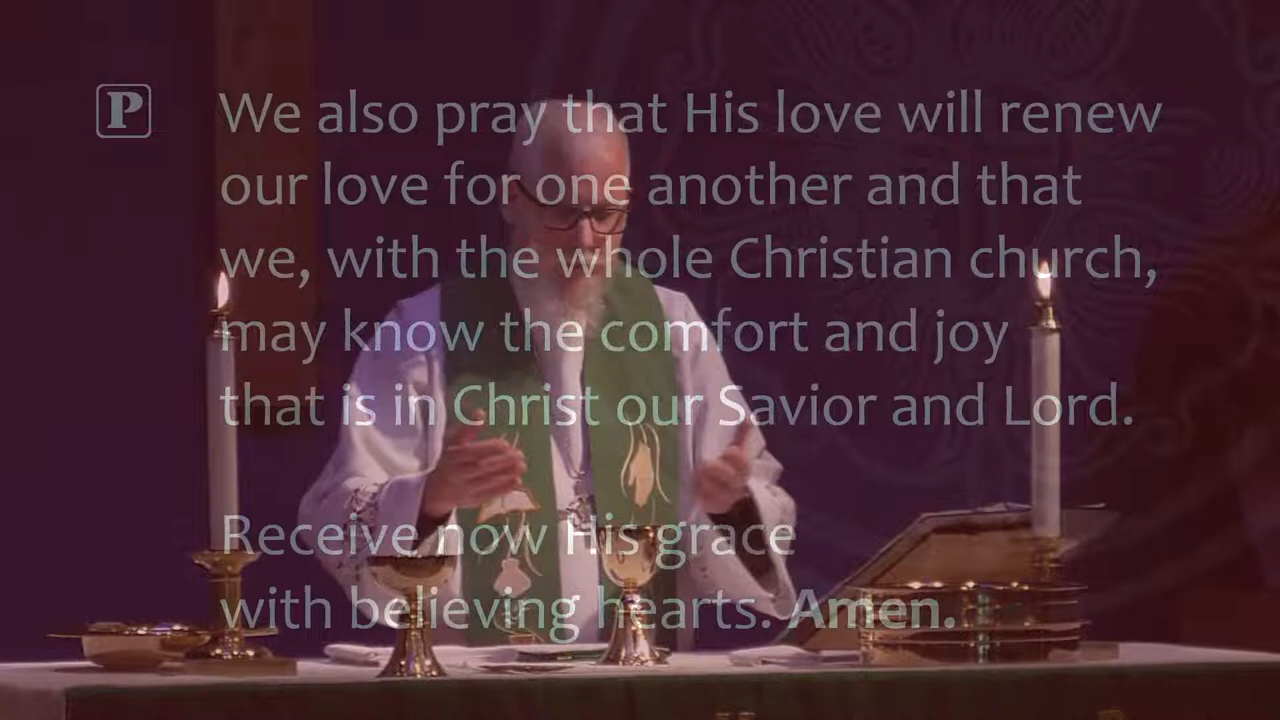 P We also pray that His love will renew
our love for one another and that
we, with the whole Christian church,
may know the comfort and joy
that is in Christ our Savior and Lord.
Receive now His grace
with believing hearts. Amen.